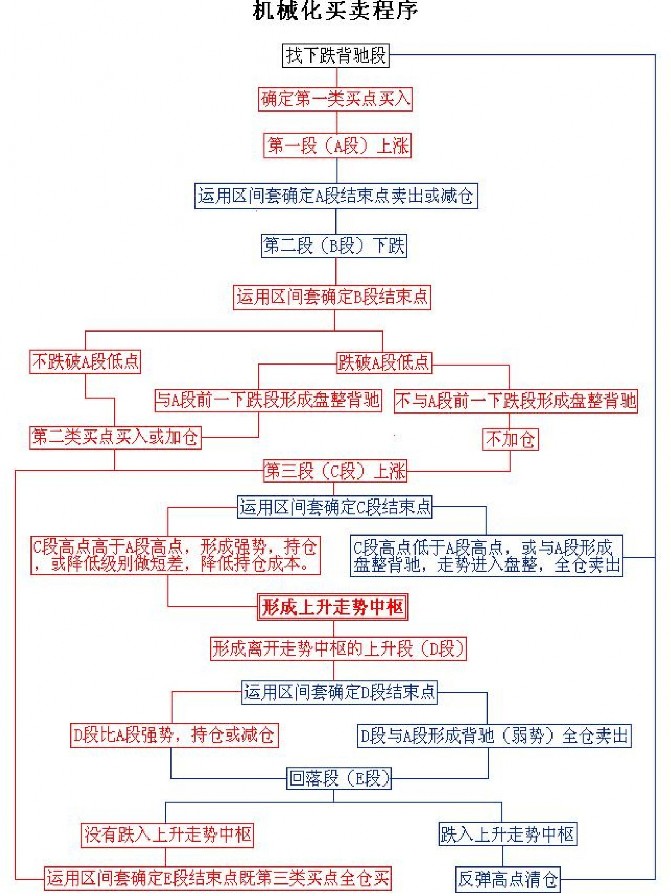 机械化买卖程序
找下跌背驰段
确定第一类买点买入
第一段（A段）上涨
运用区间套确定A段结束点卖出或减仓
第二段（B段）下跌
运用区间套确定B段结束点
不跌破A段低点
跌破A段低点
与A段前一下跌段形成盘整背驰
不与A段前一下跌段形成盘整背驰
第二类买点买入或加仓
不加仓
第三段（C段）上涨
运用区间套确定C段结束点
C段高点高于A段高点，形成强势，持仓
，或降低级别做短差，降低持仓成本。
C段高点低于A段高点，或与A段形成
盘整背驰，走势进入盘整，全仓卖出
形成上升走势中枢
形成离开走势中枢的上升段（D段）
运用区间套确定D段结束点
D段比A段强势，持仓或减仓
D段与A段形成背驰（弱势）全仓卖出
回落段（E段）
没有跌入上升走势中枢
跌入上升走势中枢
运用区间套确定E段结束点既第三类买点全仓买
反弹高点清仓